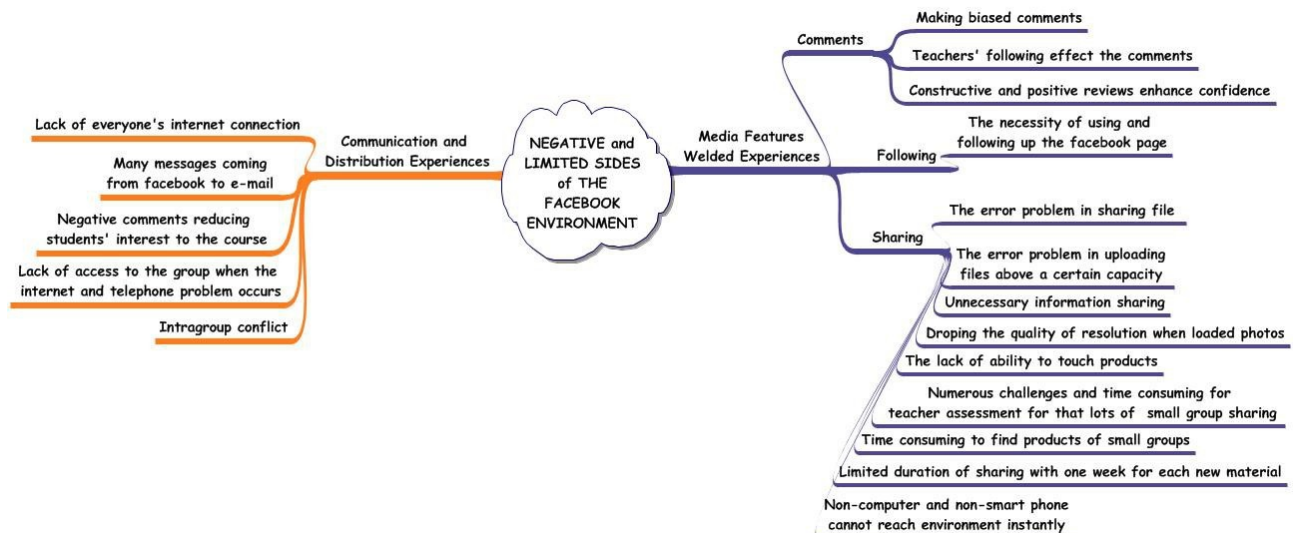 NEGATIVE and
LIMITED SIDES
of THE
FACEBOOK
ENVIRONMENT
Communication and
Distribution Experiences
Lack of everyone's internet connection
Many messages coming
from facebook to e-mail
Negative comments reducing
students' interest to the course
Lack of access to the group when the
internet and telephone problem occurs
Intragroup conflict
Media Features
Welded Experiences
Comments
Making biased comments
Teachers' following effect the comments
Constructive and positive reviews enhance confidence
Following
The necessity of using and
following up the facebook page
Sharing
The error problem in sharing file
The error problem in uploading
files above a certain capacity
Unnecessary information sharing
Droping the quality of resolution when loaded photos
The lack of ability to touch products
Numerous challenges and time consuming for
teacher assessment for that lots of small group sharing
Time consuming to find products of small groups
Limited duration of sharing with one week for each new material
Non-computer and non-smart phone
cannot reach environment instantly